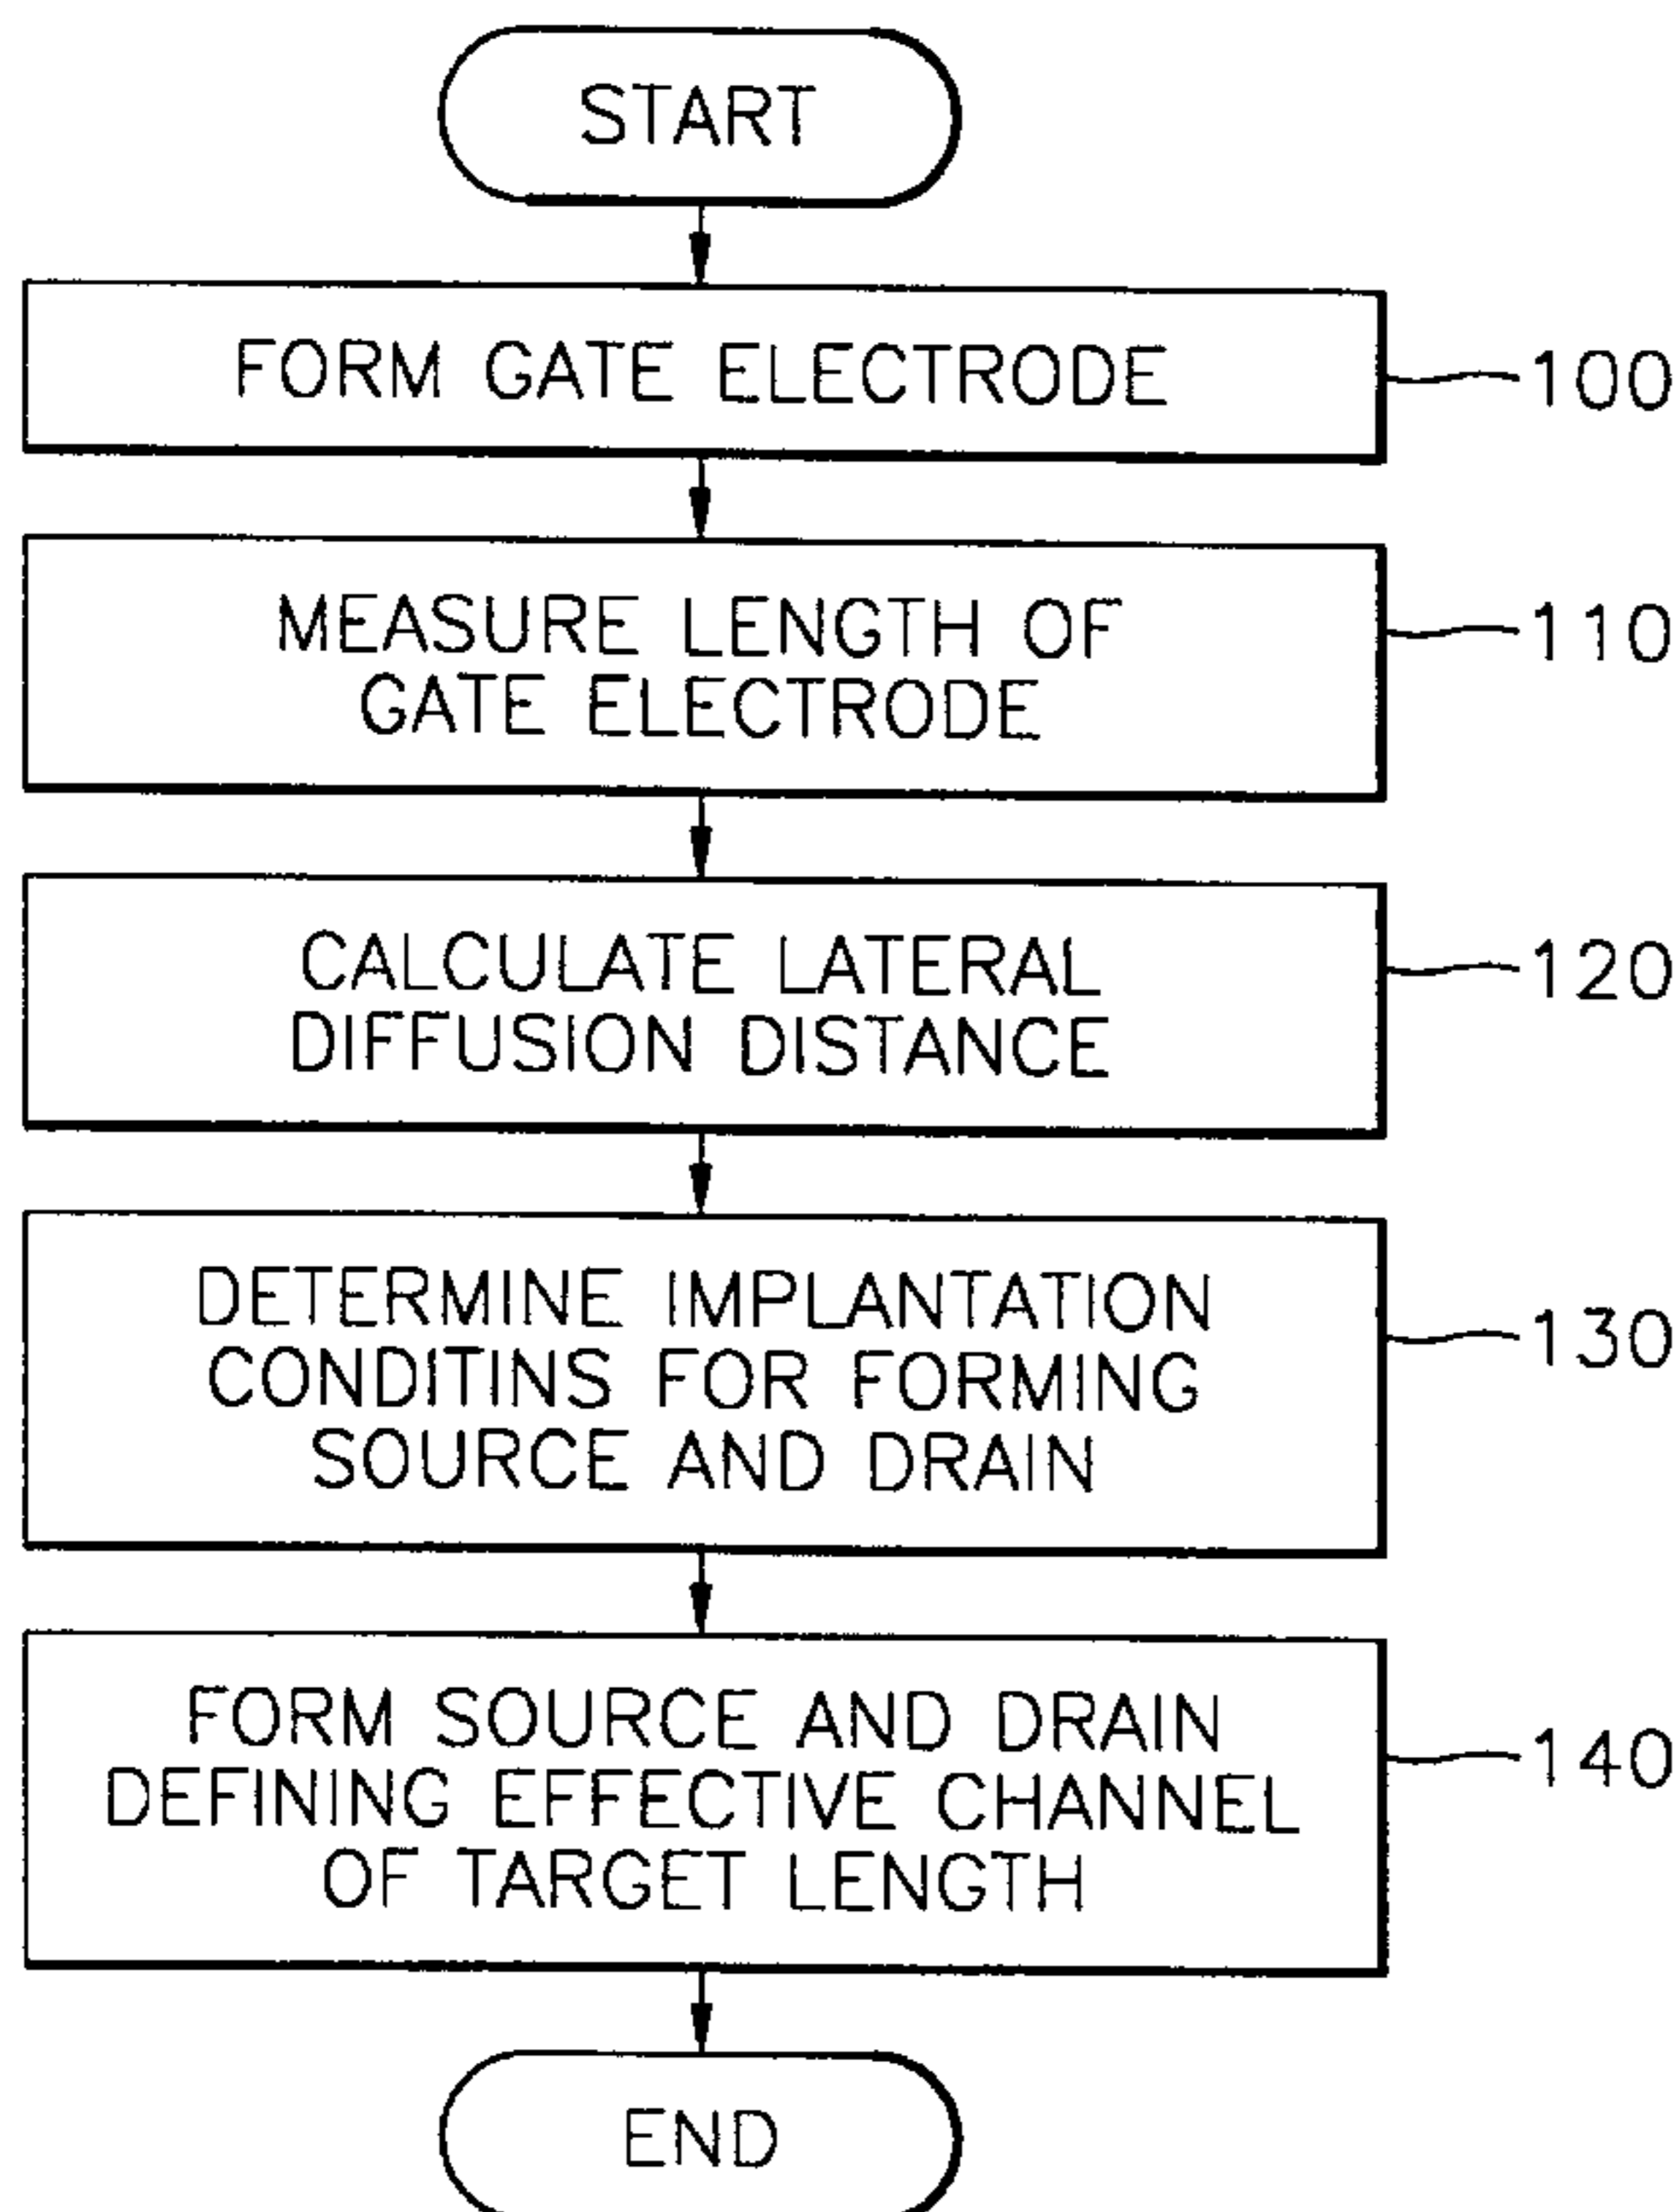 START
FORM GATE ELECTRODE
100
MEASURE LENGTH OF
GATE ELECTRODE
110
CALCULATE LATERAL
DIFFUSION DISTANCE
120
DETERMINE IMPLANTATION
CONDITINS FOR FORMING
SOURCE AND DRAIN
130
FORM SOURCE AND DRAIN
DEFINING EFFECTIVE CHANNEL
OF TARGET LENGTH
140
END